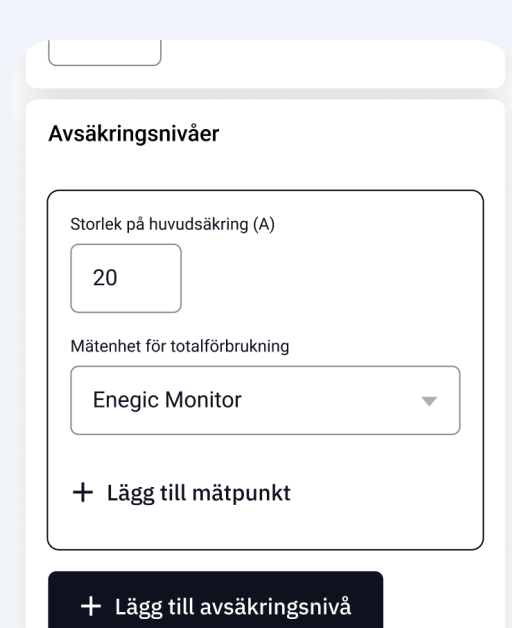 Avsäkringsnivåer
Storlek på huvudsäkring (A)
20
Mätenhet för totalförbrukning
Enegic Monitor
+ Lägg till mätpunkt
+ Lägg till avsäkringsnivå